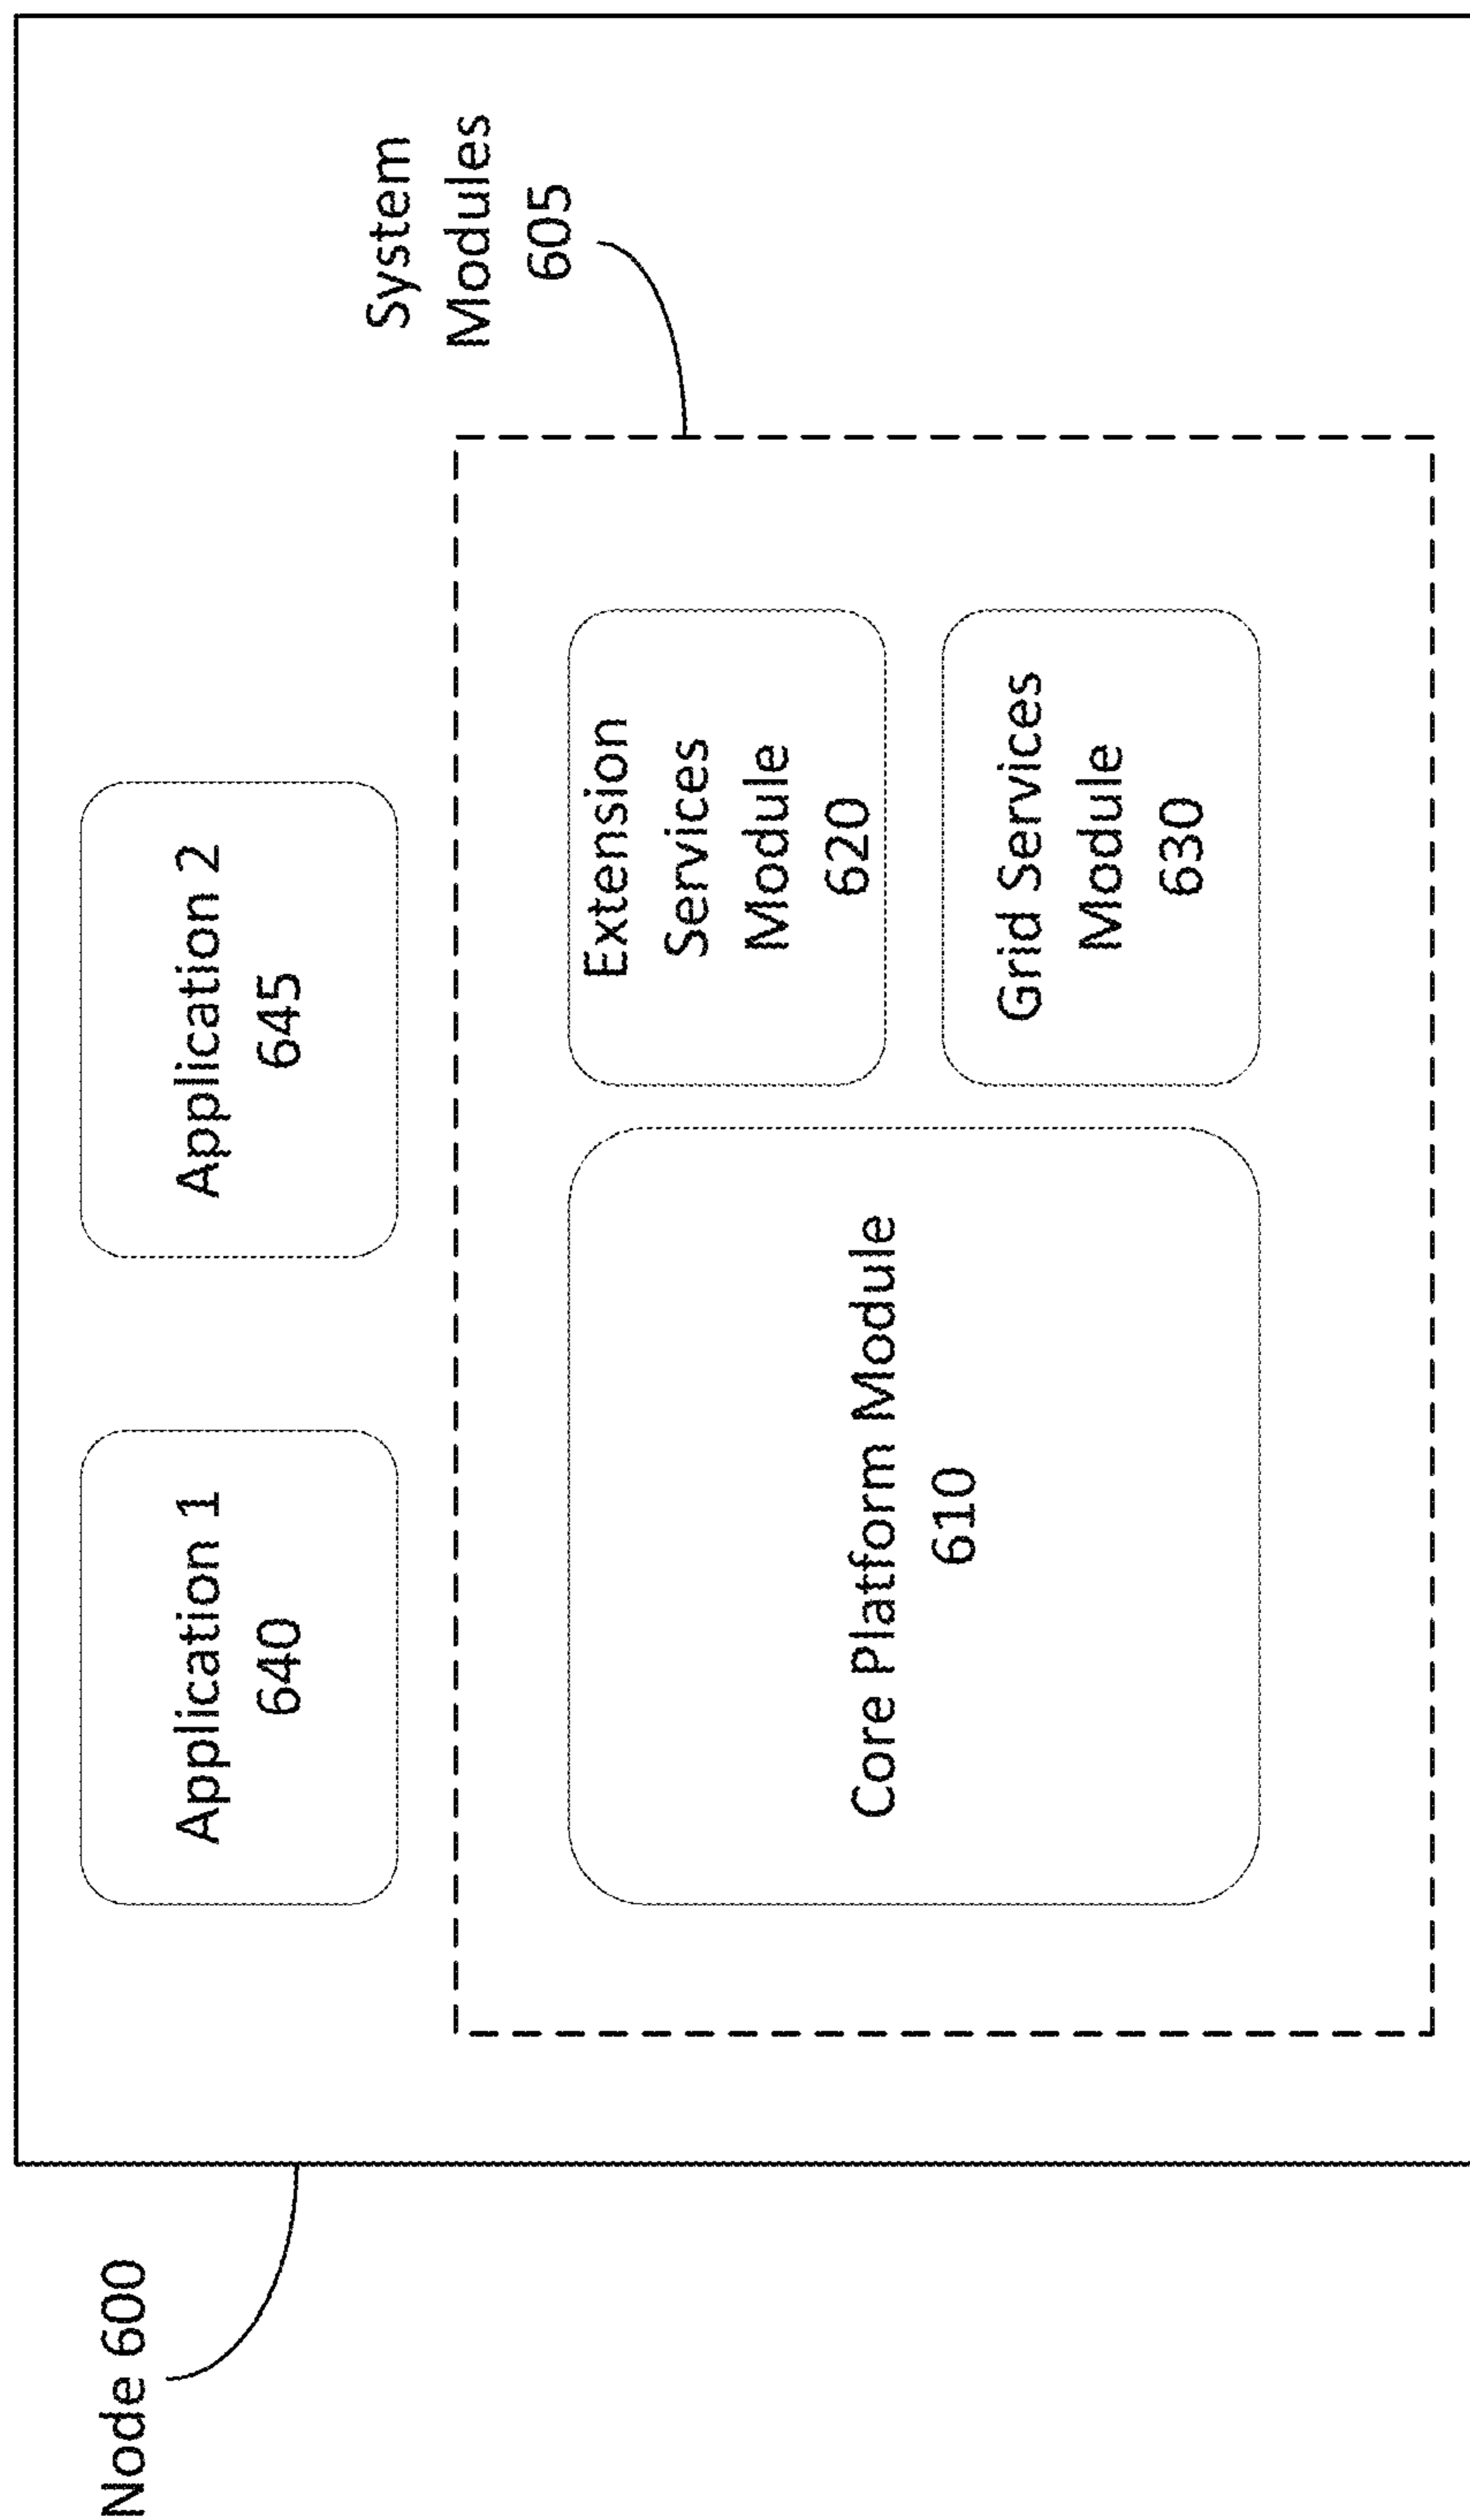 Node 600
Application 1
640
Application 2
645
System
Modules
605
Core Platform Module
610
Extension
Services
Module
620
Grid Services
Module
630